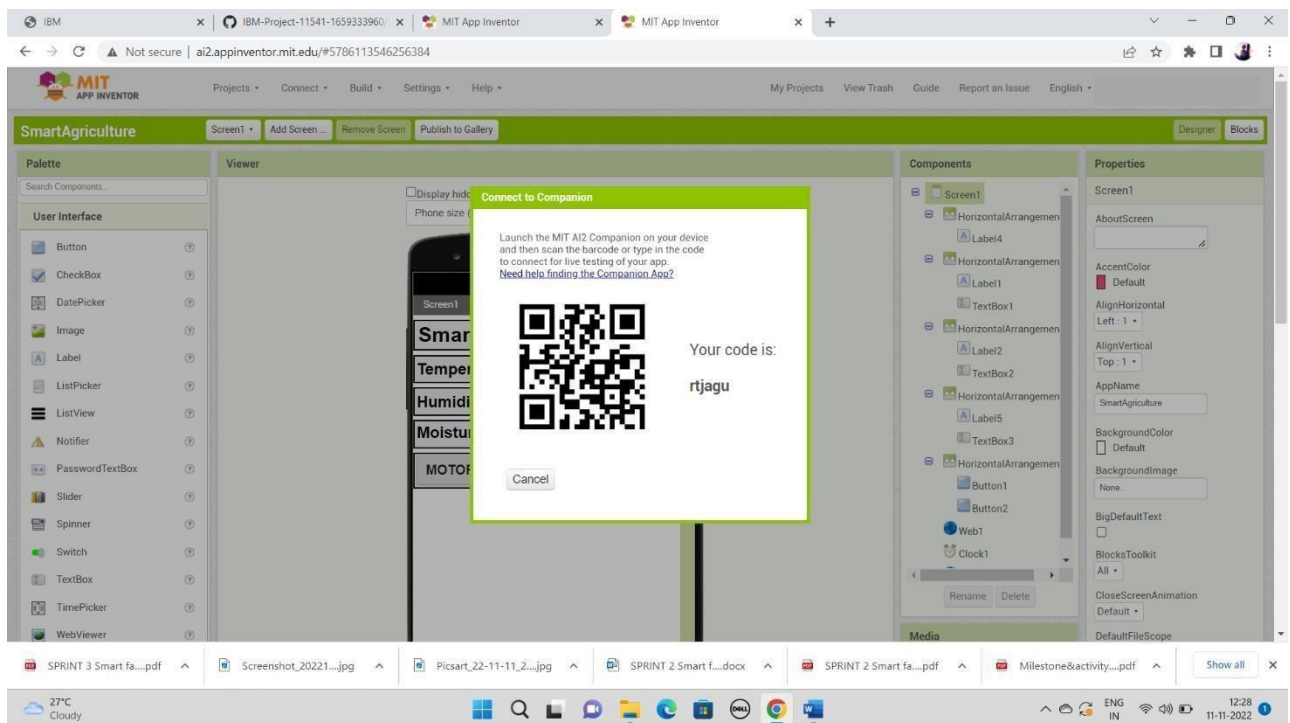 IBM
IBM-Project-11541-1659333960/
MIT App Inventor
MIT App Inventor
Not secure | ai2.appinventor.mit.edu/#5786113546256384
MIT
APP INVENTOR
Projects
Connect
Build
Settings
Help
My Projects
View Trash
Guide
Report an Issue
English
SmartAgriculture
Screen1
Add Screen ...
Remove Screen
Publish to Gallery
Designer
Blocks
Palette
Search Components...
User Interface
Button
CheckBox
DatePicker
Image
Label
ListPicker
ListView
Notifier
PasswordTextBox
Slider
Spinner
Switch
TextBox
TimePicker
WebViewer
Viewer
Display hidd
Phone size (
Screen1
Smar
Temper
Humidi
Moistur
MOTOR
Connect to Companion
Launch the MIT AI2 Companion on your device
and then scan the barcode or type in the code
to connect for live testing of your app.
Need help finding the Companion App?
Your code is:
rtjagu
Cancel
Components
Screen1
HorizontalArrangemen
Label4
HorizontalArrangemen
Label1
TextBox1
HorizontalArrangemen
Label2
TextBox2
HorizontalArrangemen
Label5
TextBox3
HorizontalArrangemen
Button1
Button2
Web1
Clock1
Rename
Delete
Media
Properties
Screen1
AboutScreen
AccentColor
Default
AlignHorizontal
Left : 1
AlignVertical
Top : 1
AppName
SmartAgriculture
BackgroundColor
Default
BackgroundImage
None...
BigDefaultText
BlocksToolkit
All
CloseScreenAnimation
Default
DefaultFileScope
SPRINT 3 Smart fa....pdf
Screenshot_20221....jpg
Picsart_22-11-11_2....jpg
SPRINT 2 Smart f....docx
SPRINT 2 Smart fa....pdf
Milestone&activity....pdf
Show all
27°C
Cloudy
DELL
ENG
IN
12:28
11-11-2022
1